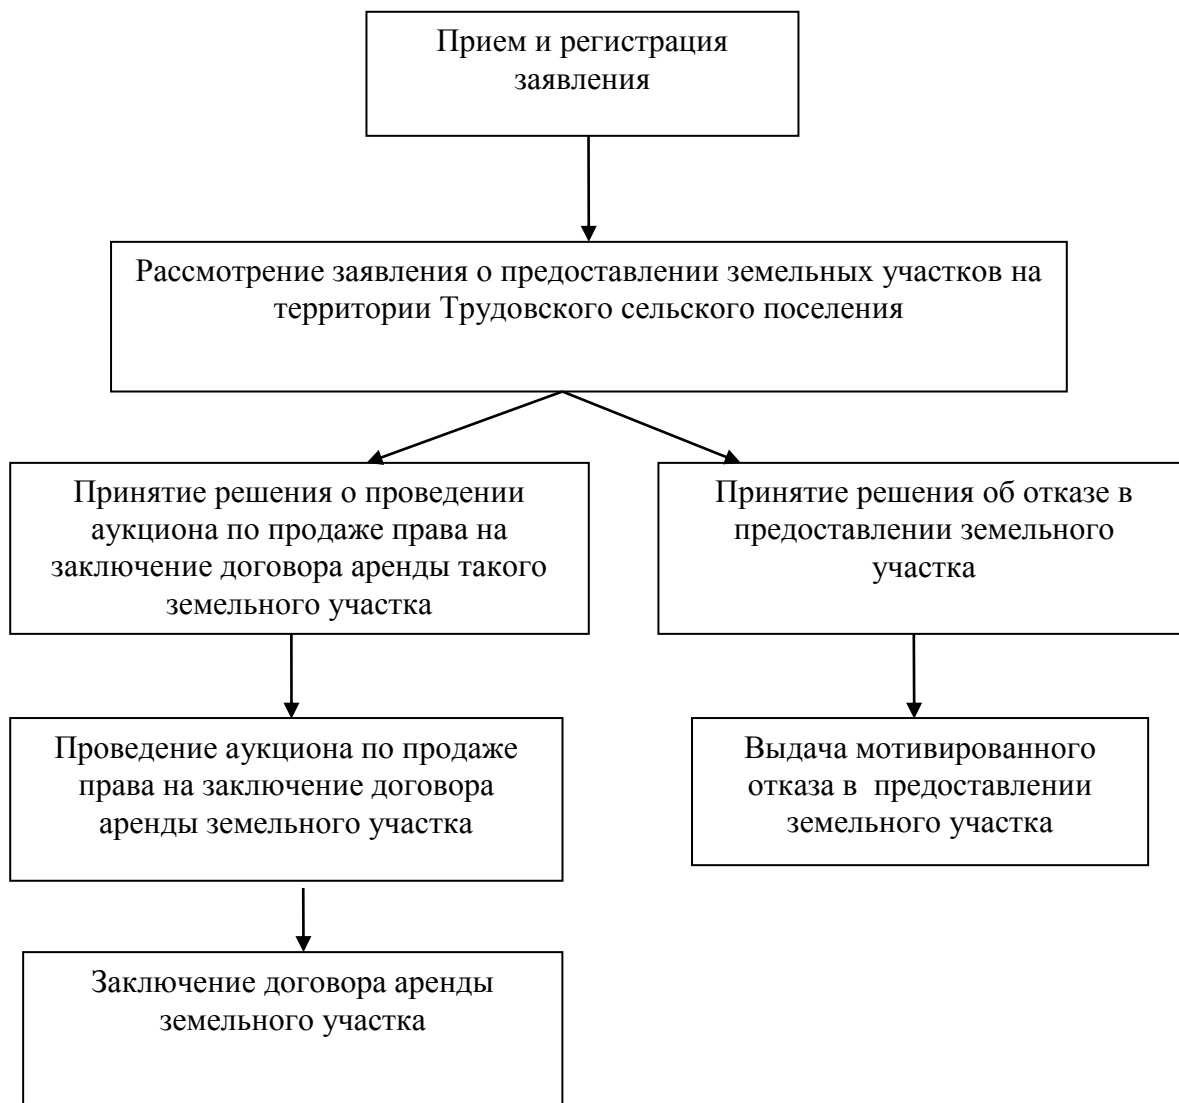 Прием и регистрация
заявления
Рассмотрение заявления о предоставлении земельных участков на
территории Трудовского сельского поселения
Принятие решения о проведении
аукциона по продаже права на
заключение договора аренды такого
земельного участка
Принятие решения об отказе в
предоставлении земельного
участка
Проведение аукциона по продаже
права на заключение договора
аренды земельного участка
Выдача мотивированного
отказа в  предоставлении
земельного участка
Заключение договора аренды
земельного участка